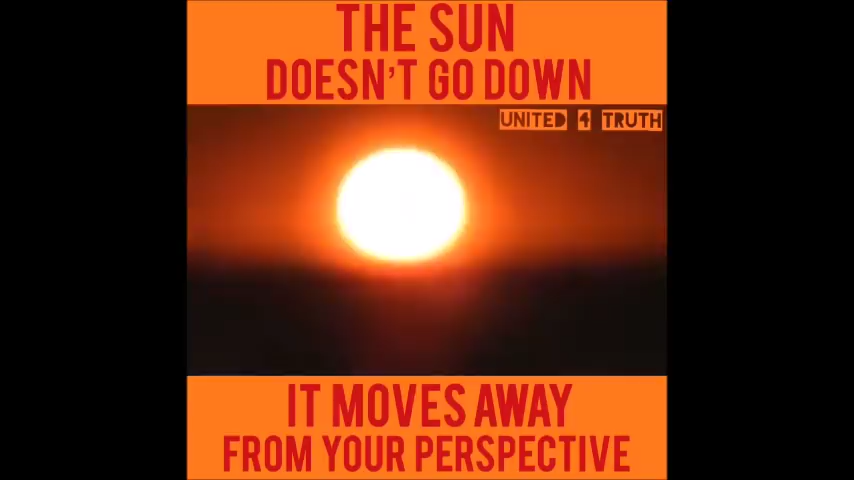 THE SUN
DOESN'T GO DOWN
UNITED 4 TRUTH
IT MOVES AWAY
FROM YOUR PERSPECTIVE